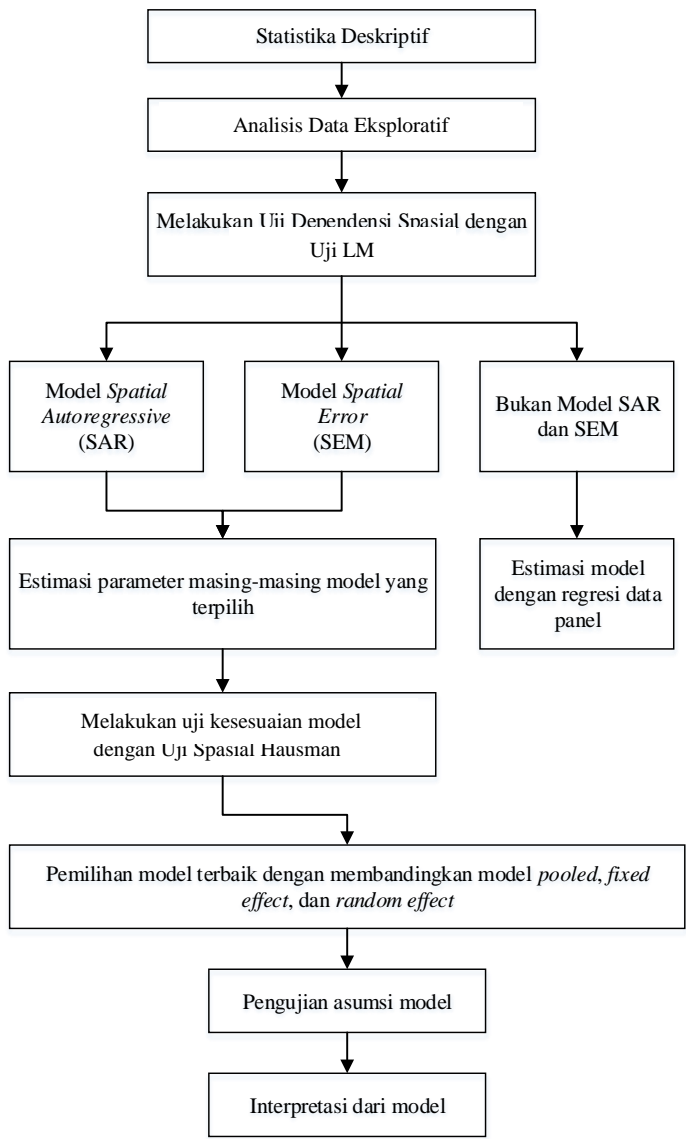 Statistika Deskriptif
Analisis Data Eksploratif
Melakukan Uji Dependensi Spasial dengan
Uji LM
Model Spatial
Autoregressive
(SAR)
Model Spatial
Error
(SEM)
Bukan Model SAR
dan SEM
Estimasi parameter masing-masing model yang
terpilih
Estimasi model
dengan regresi data
panel
Melakukan uji kesesuaian model
dengan Uji Spasial Hausman
Pemilihan model terbaik dengan membandingkan model pooled, fixed
effect, dan random effect
Pengujian asumsi model
Interpretasi dari model